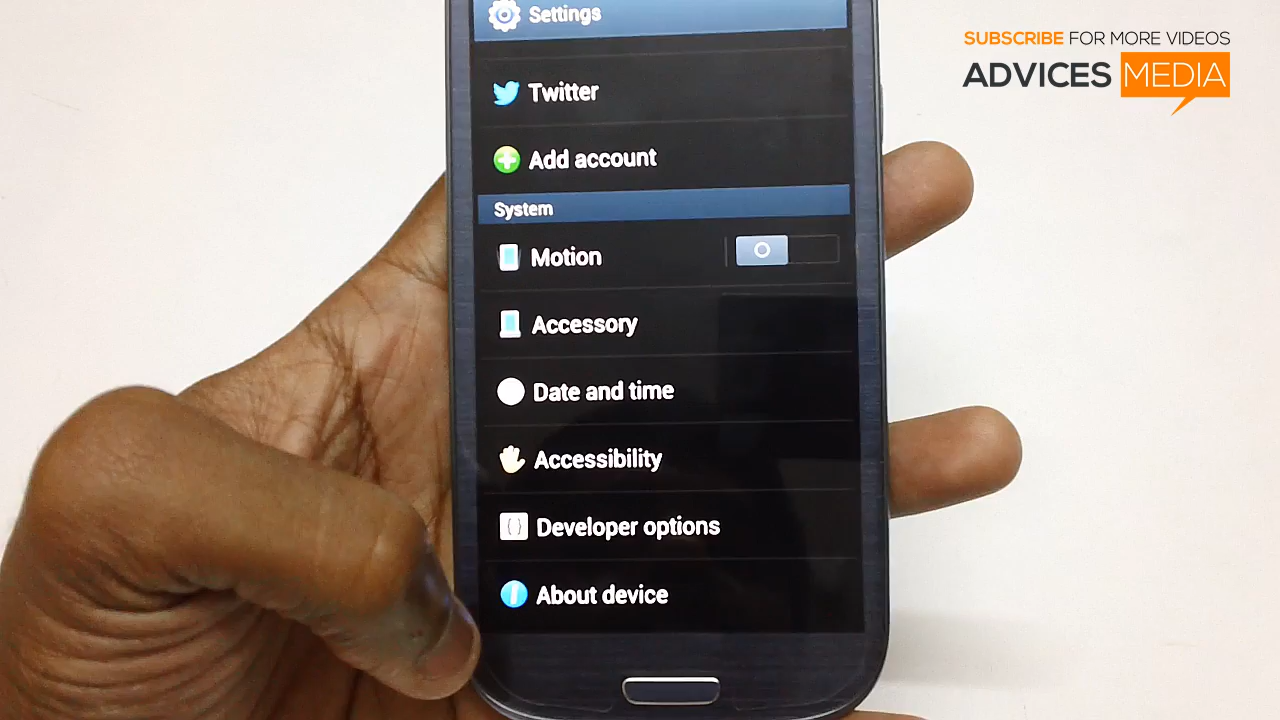 Settings
SUBSCRIBE FOR MORE VIDEOS
ADVICES MEDIA
Twitter
Add account
System
Motion
Accessory
Date and time
Accessibility
Developer options
About device